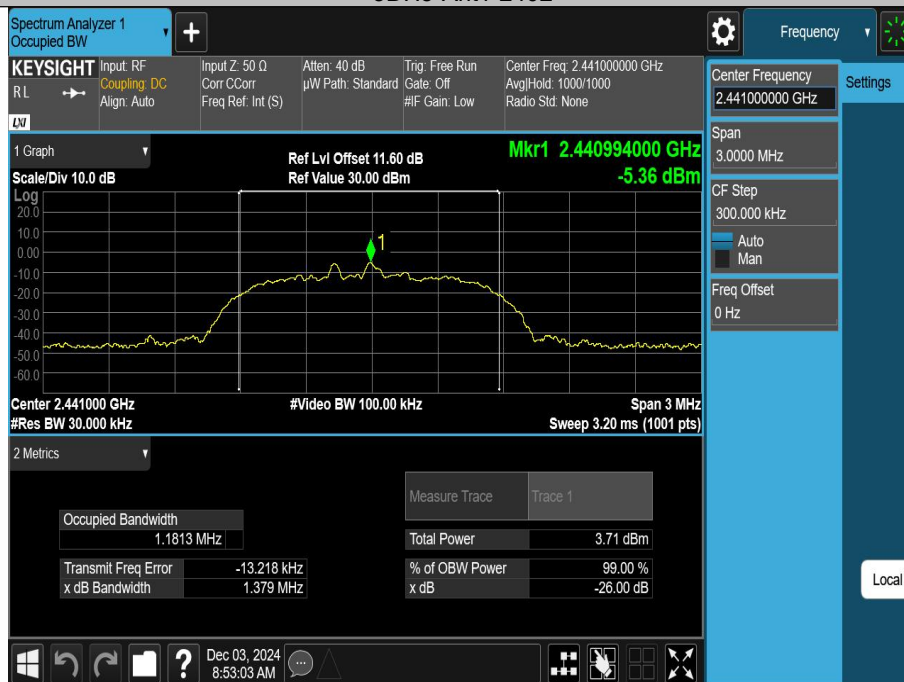 Spectrum Analyzer 1
Occupied BW
Frequency
KEYSIGHT
R L
LXI
Input: RF
Coupling: DC
Align: Auto
Input Z: 50 Ω
Corr CCorr
Freq Ref: Int (S)
Atten: 40 dB
µW Path: Standard
Trig: Free Run
Gate: Off
#IF Gain: Low
Center Freq: 2.441000000 GHz
Avg|Hold: 1000/1000
Radio Std: None
Center Frequency
2.441000000 GHz
Settings
Span
3.0000 MHz
CF Step
300.000 kHz
Auto
Man
Freq Offset
0 Hz
Local
1 Graph
Scale/Div 10.0 dB
Ref Lvl Offset 11.60 dB
Ref Value 30.00 dBm
Mkr1 2.440994000 GHz
-5.36 dBm
Log
20.0
10.0
0.00
-10.0
-20.0
-30.0
-40.0
-50.0
-60.0
1
Center 2.441000 GHz
#Video BW 100.00 kHz
Span 3 MHz
#Res BW 30.000 kHz
Sweep 3.20 ms (1001 pts)
2 Metrics
Measure Trace Trace 1
Occupied Bandwidth
1.1813 MHz
Total Power 3.71 dBm
Transmit Freq Error -13.218 kHz
% of OBW Power 99.00 %
x dB Bandwidth 1.379 MHz
x dB -26.00 dB
Dec 03, 2024
8:53:03 AM